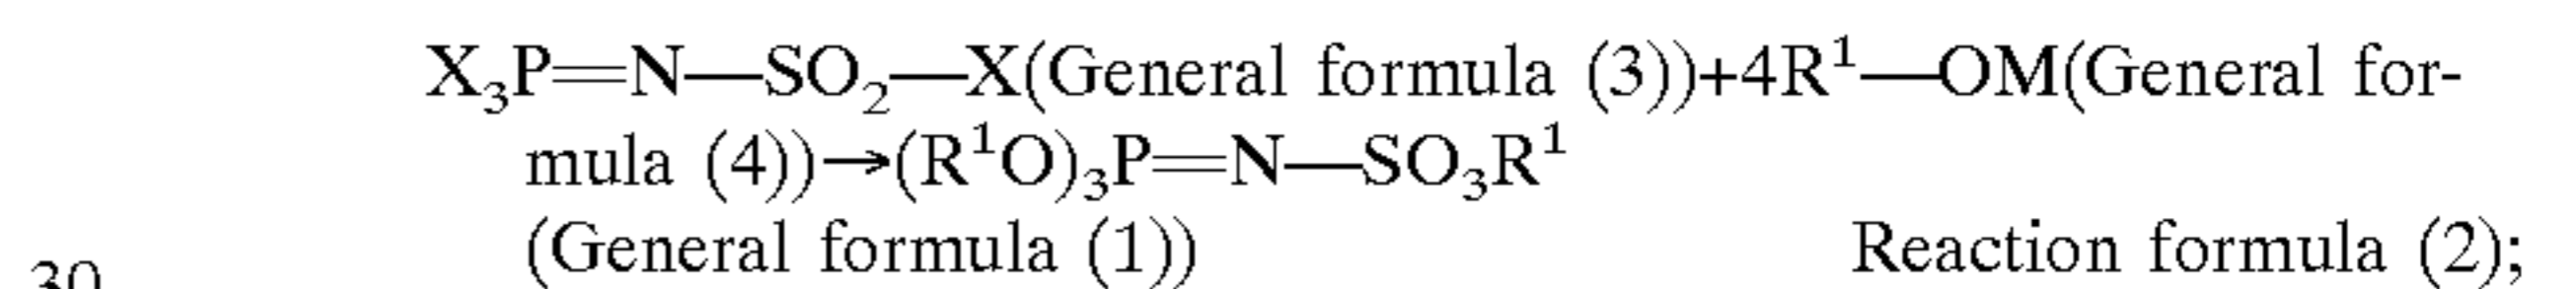 X₃P═N—SO₂—X(General formula (3))+4R¹—OM(General for-
mula (4))→(R¹O)₃P═N—SO₃R¹
(General formula (1)) Reaction formula (2);
30